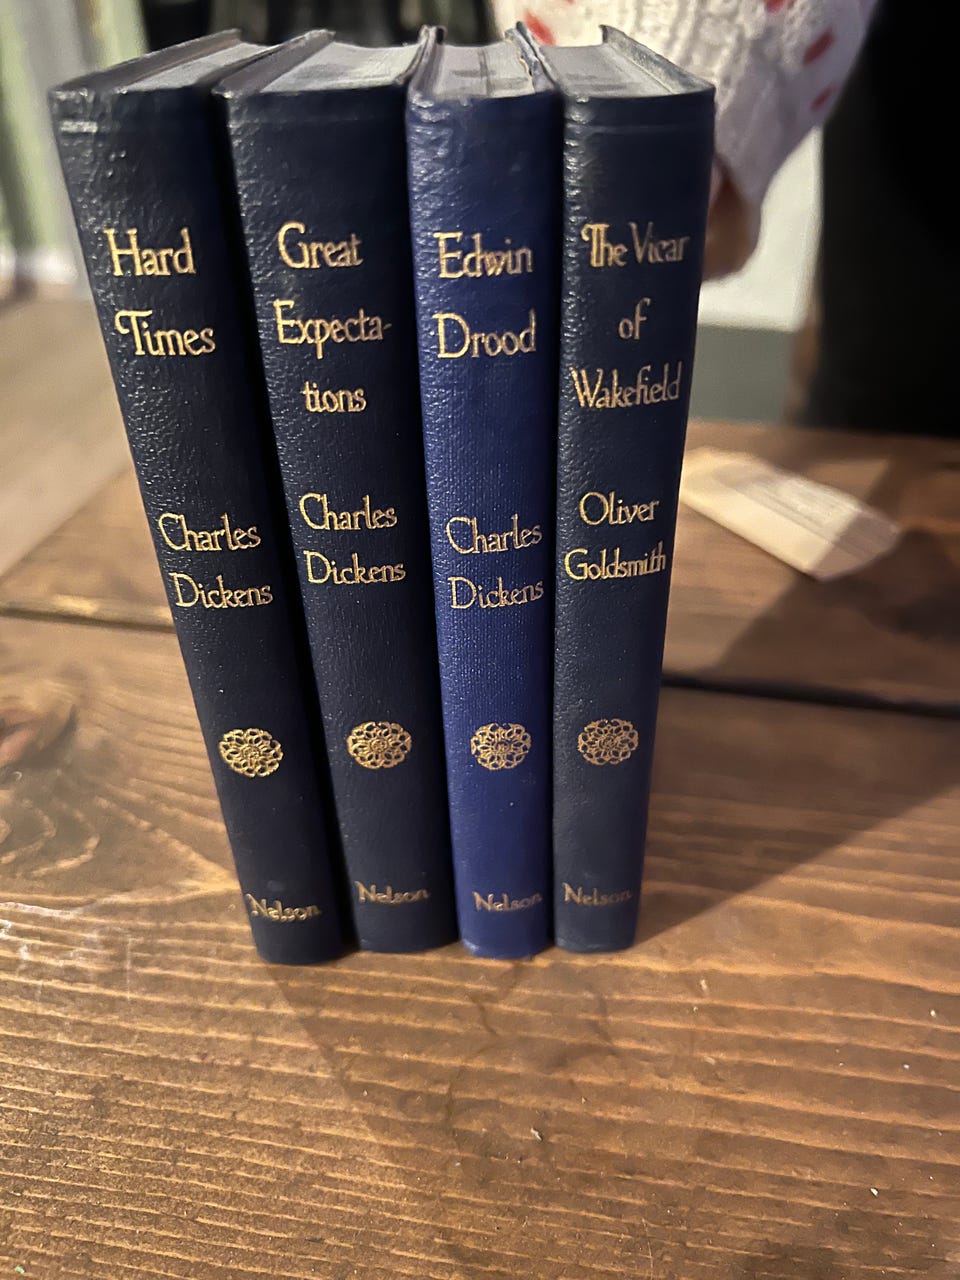 Hard
Times
Charles
Dickens
Nelson
Great
Expecta-
tions
Charles
Dickens
Nelson
Edwin
Drood
Charles
Dickens
Nelson
The Vicar
of
Wakefield
Oliver
Goldsmith
Nelson